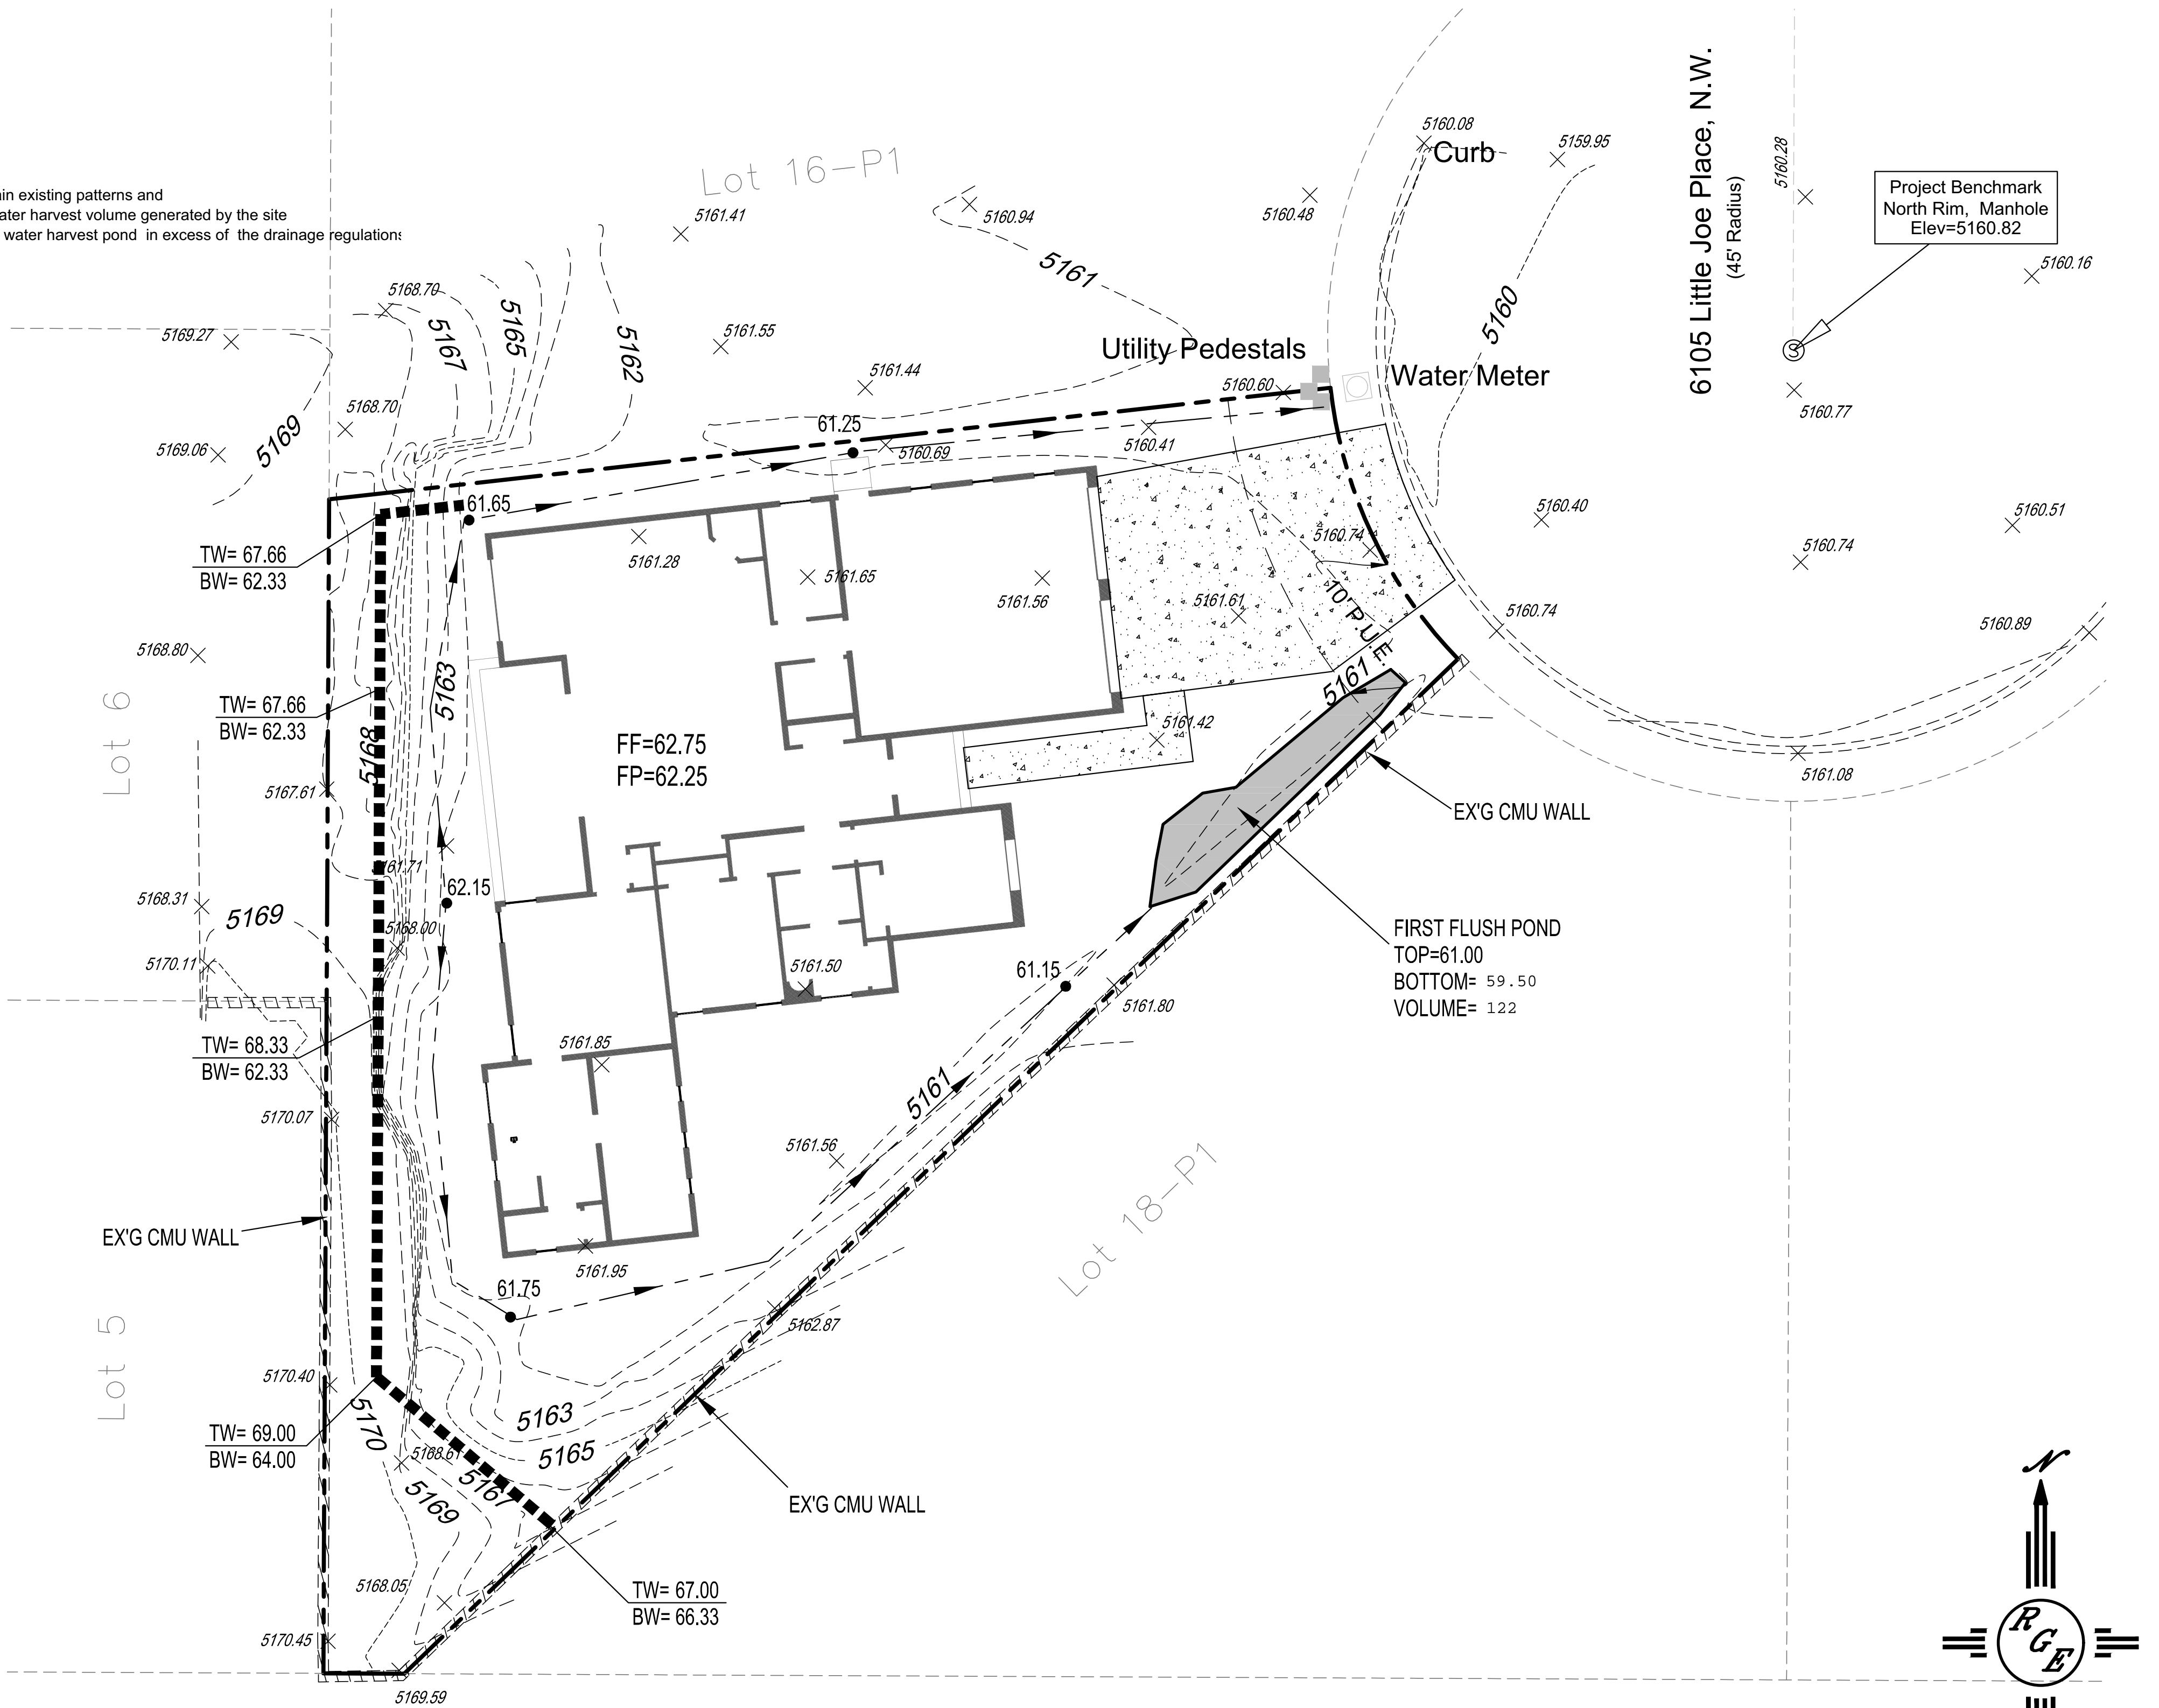 in existing patterns and
ater harvest volume generated by the site
water harvest pond in excess of the drainage regulations
Lot 16-P1
5160.08
Curb
5159.95
6105 Little Joe Place, N.W.
(45' Radius)
5160.28
Project Benchmark
North Rim, Manhole
Elev=5160.82
5161.41
5160.94
5160.48
5160.16
5161
5160
5168.70
5169.27
5167
5165
5162
5161.55
5161.44
Utility Pedestals
5160.60
Water Meter
S
5160.77
5168.70
5169
5169.06
61.25
5160.69
5160.41
61.65
5160.40
5160.51
5160.74
5160.74
TW= 67.66
BW= 62.33
5161.28
5161.65
5161.56
5161.61
10' P.U.E.
5160.74
5160.89
5168.80
Lot 6
5163
TW= 67.66
BW= 62.33
5168
FF=62.75
FP=62.25
5161
5161.42
5161.08
5167.61
EX'G CMU WALL
5161.71
62.15
5168.31
5169
5168.00
5170.11
5161.50
61.15
5161.80
FIRST FLUSH POND
TOP=61.00
BOTTOM= 59.50
VOLUME= 122
TW= 68.33
BW= 62.33
5161.85
5161
5170.07
5161.56
Lot 18-P1
EX'G CMU WALL
5161.95
61.75
5162.87
Lot 5
5170.40
5170
TW= 69.00
BW= 64.00
5163
5165
5168.61
5167
5169
EX'G CMU WALL
5168.05
TW= 67.00
BW= 66.33
5170.45
5169.59
N
RGE